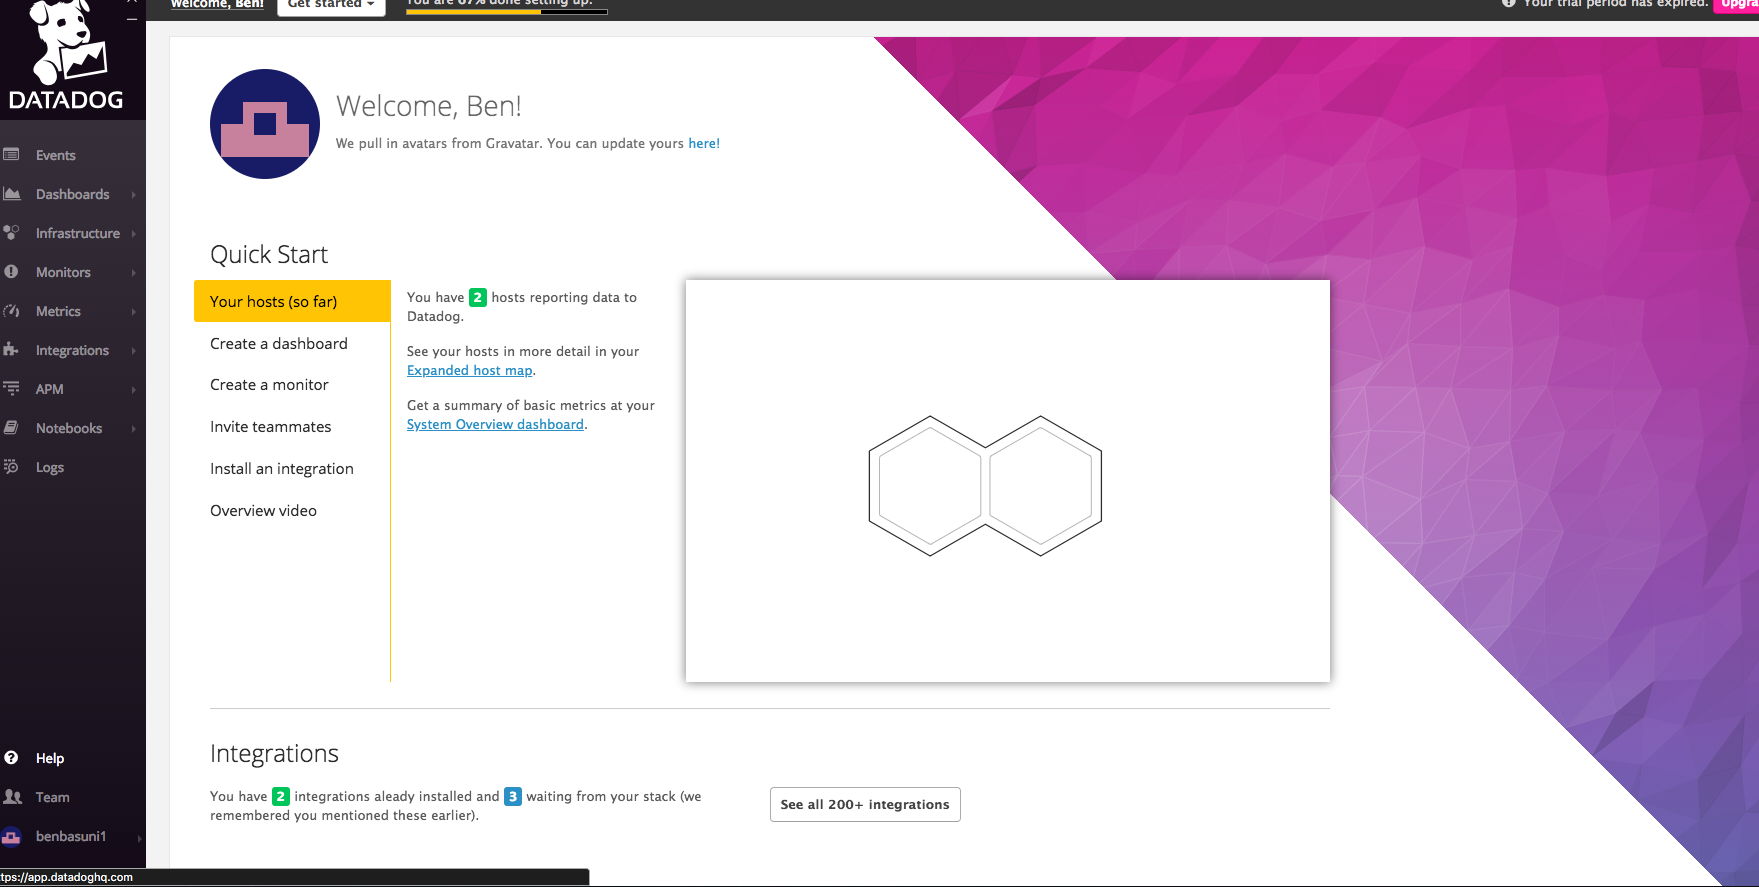 Welcome, Ben!
Get started
You are 67% done setting up.
Your trial period has expired.
DATADOG
Events
Dashboards
Infrastructure
Monitors
Metrics
Integrations
APM
Notebooks
Logs
Help
Team
benbasuni1
Welcome, Ben!
We pull in avatars from Gravatar. You can update yours here!
Quick Start
Your hosts (so far)
Create a dashboard
Create a monitor
Invite teammates
Install an integration
Overview video
You have 2 hosts reporting data to
Datadog.
See your hosts in more detail in your
Expanded host map.
Get a summary of basic metrics at your
System Overview dashboard.
Integrations
You have 2 integrations aleady installed and 3 waiting from your stack (we
remembered you mentioned these earlier).
See all 200+ integrations
tps://app.datadoghq.com